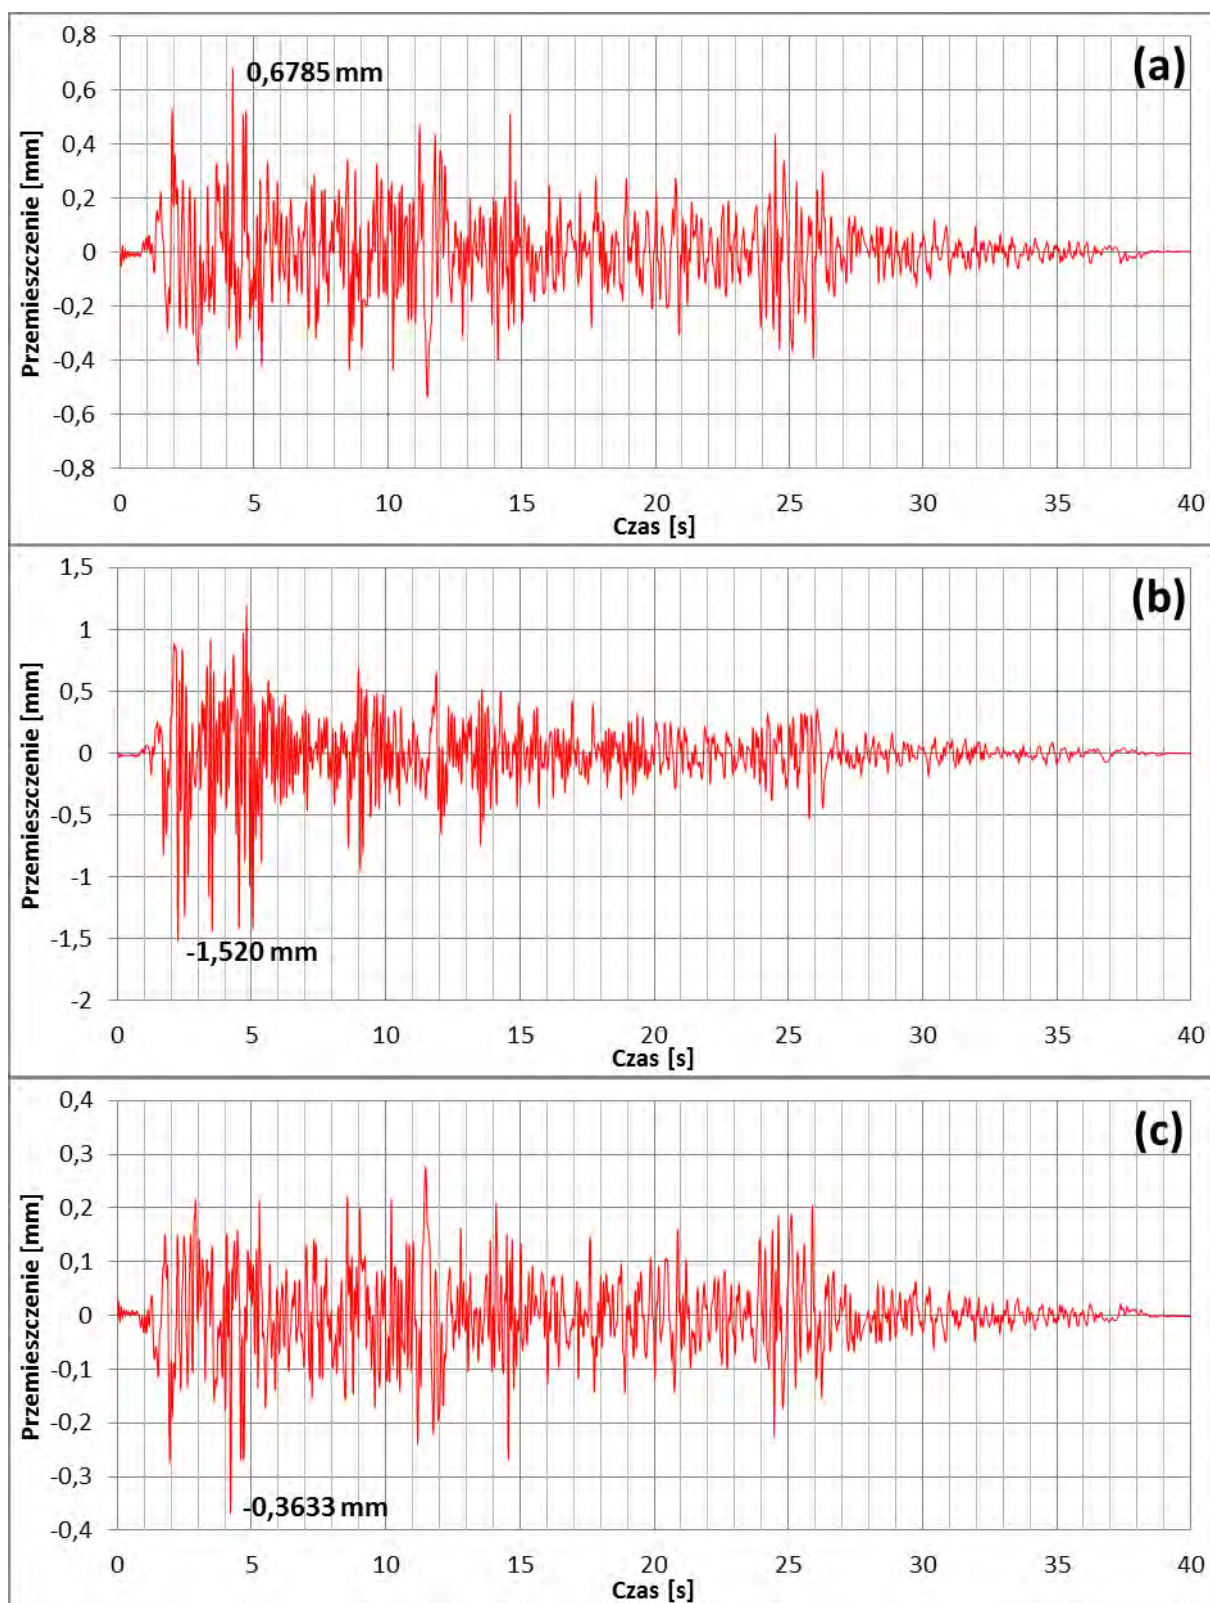 (a)
0,6785 mm
Przemieszczenie [mm]
0,8
0,6
0,4
0,2
0
-0,2
-0,4
-0,6
-0,8
0 5 10 15 20 25 30 35 40
Czas [s]
(b)
-1,520 mm
Przemieszczenie [mm]
1,5
1
0,5
0
-0,5
-1
-1,5
-2
0 5 10 15 20 25 30 35 40
Czas [s]
(c)
-0,3633 mm
Przemieszczenie [mm]
0,4
0,3
0,2
0,1
0
-0,1
-0,2
-0,3
-0,4
0 5 10 15 20 25 30 35 40
Czas [s]